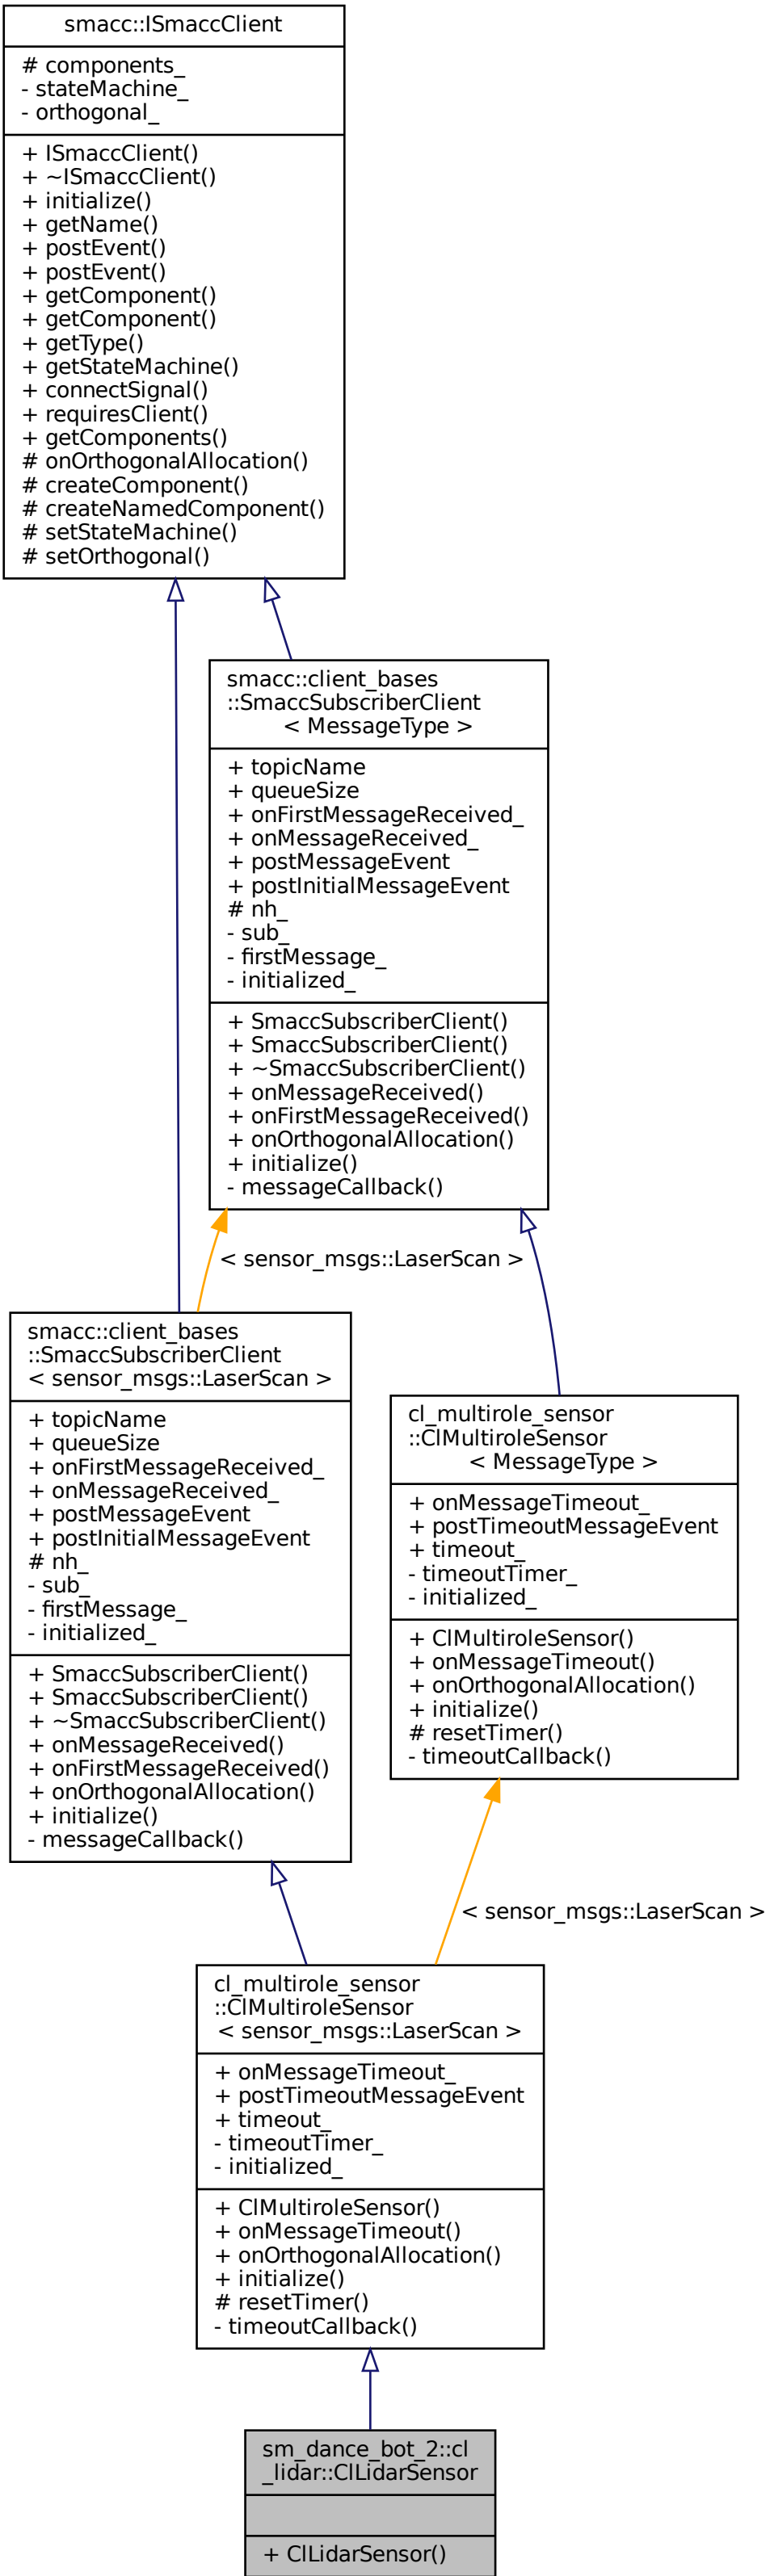 smacc::ISmaccClient
# components_
- stateMachine_
- orthogonal_
+ ISmaccClient()
+ ~ISmaccClient()
+ initialize()
+ getName()
+ postEvent()
+ postEvent()
+ getComponent()
+ getComponent()
+ getType()
+ getStateMachine()
+ connectSignal()
+ requiresClient()
+ getComponents()
# onOrthogonalAllocation()
# createComponent()
# createNamedComponent()
# setStateMachine()
# setOrthogonal()
smacc::client_bases
::SmaccSubscriberClient
< MessageType >
+ topicName
+ queueSize
+ onFirstMessageReceived_
+ onMessageReceived_
+ postMessageEvent
+ postInitialMessageEvent
# nh_
- sub_
- firstMessage_
- initialized_
+ SmaccSubscriberClient()
+ SmaccSubscriberClient()
+ ~SmaccSubscriberClient()
+ onMessageReceived()
+ onFirstMessageReceived()
+ onOrthogonalAllocation()
+ initialize()
- messageCallback()
< sensor_msgs::LaserScan >
smacc::client_bases
::SmaccSubscriberClient
< sensor_msgs::LaserScan >
+ topicName
+ queueSize
+ onFirstMessageReceived_
+ onMessageReceived_
+ postMessageEvent
+ postInitialMessageEvent
# nh_
- sub_
- firstMessage_
- initialized_
+ SmaccSubscriberClient()
+ SmaccSubscriberClient()
+ ~SmaccSubscriberClient()
+ onMessageReceived()
+ onFirstMessageReceived()
+ onOrthogonalAllocation()
+ initialize()
- messageCallback()
cl_multirole_sensor
::ClMultiroleSensor
< MessageType >
+ onMessageTimeout_
+ postTimeoutMessageEvent
+ timeout_
- timeoutTimer_
- initialized_
+ ClMultiroleSensor()
+ onMessageTimeout()
+ onOrthogonalAllocation()
+ initialize()
# resetTimer()
- timeoutCallback()
< sensor_msgs::LaserScan >
cl_multirole_sensor
::ClMultiroleSensor
< sensor_msgs::LaserScan >
+ onMessageTimeout_
+ postTimeoutMessageEvent
+ timeout_
- timeoutTimer_
- initialized_
+ ClMultiroleSensor()
+ onMessageTimeout()
+ onOrthogonalAllocation()
+ initialize()
# resetTimer()
- timeoutCallback()
sm_dance_bot_2::cl
_lidar::ClLidarSensor
+ ClLidarSensor()